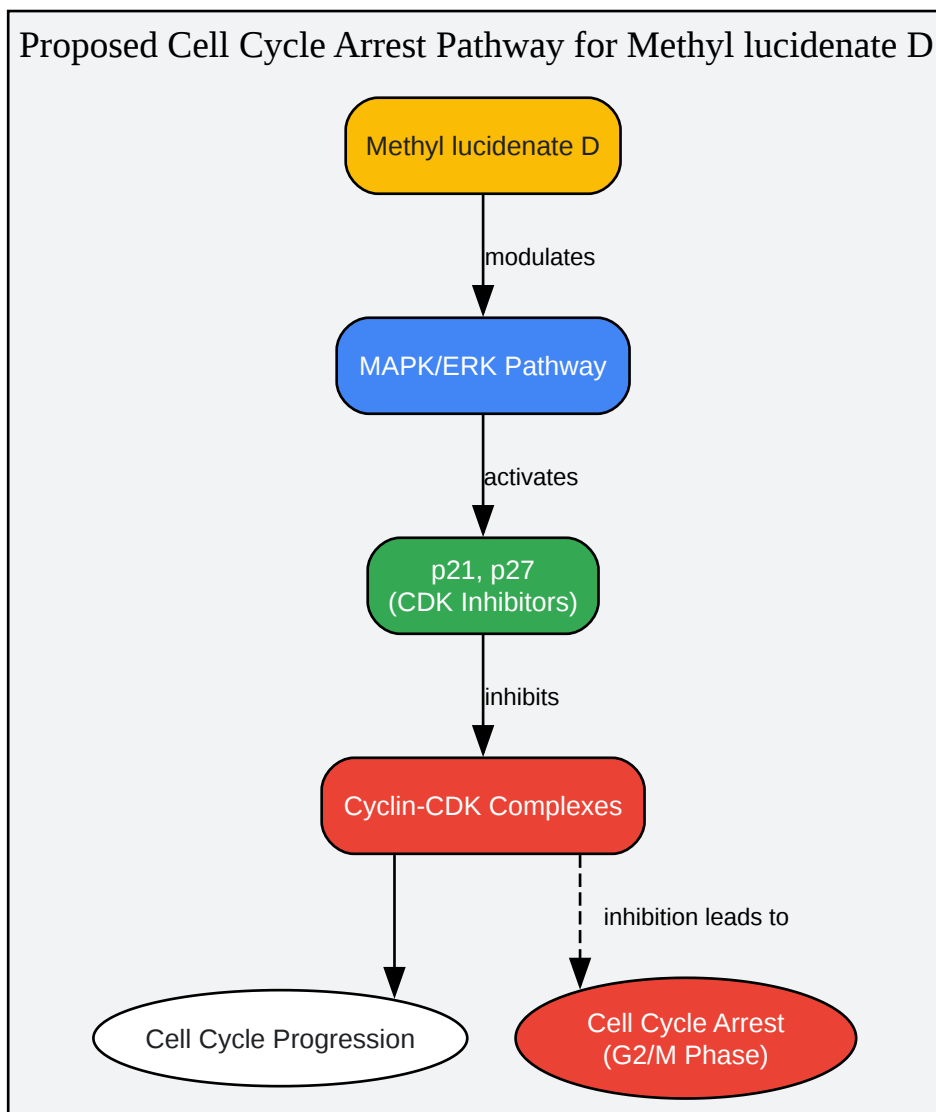 Proposed Cell Cycle Arrest Pathway for Methyl lucidenate D
Methyl lucidenate D
modulates
MAPK/ERK Pathway
activates
p21, p27
(CDK Inhibitors)
inhibits
Cyclin-CDK Complexes
inhibition leads to
Cell Cycle Progression
Cell Cycle Arrest
(G2/M Phase)